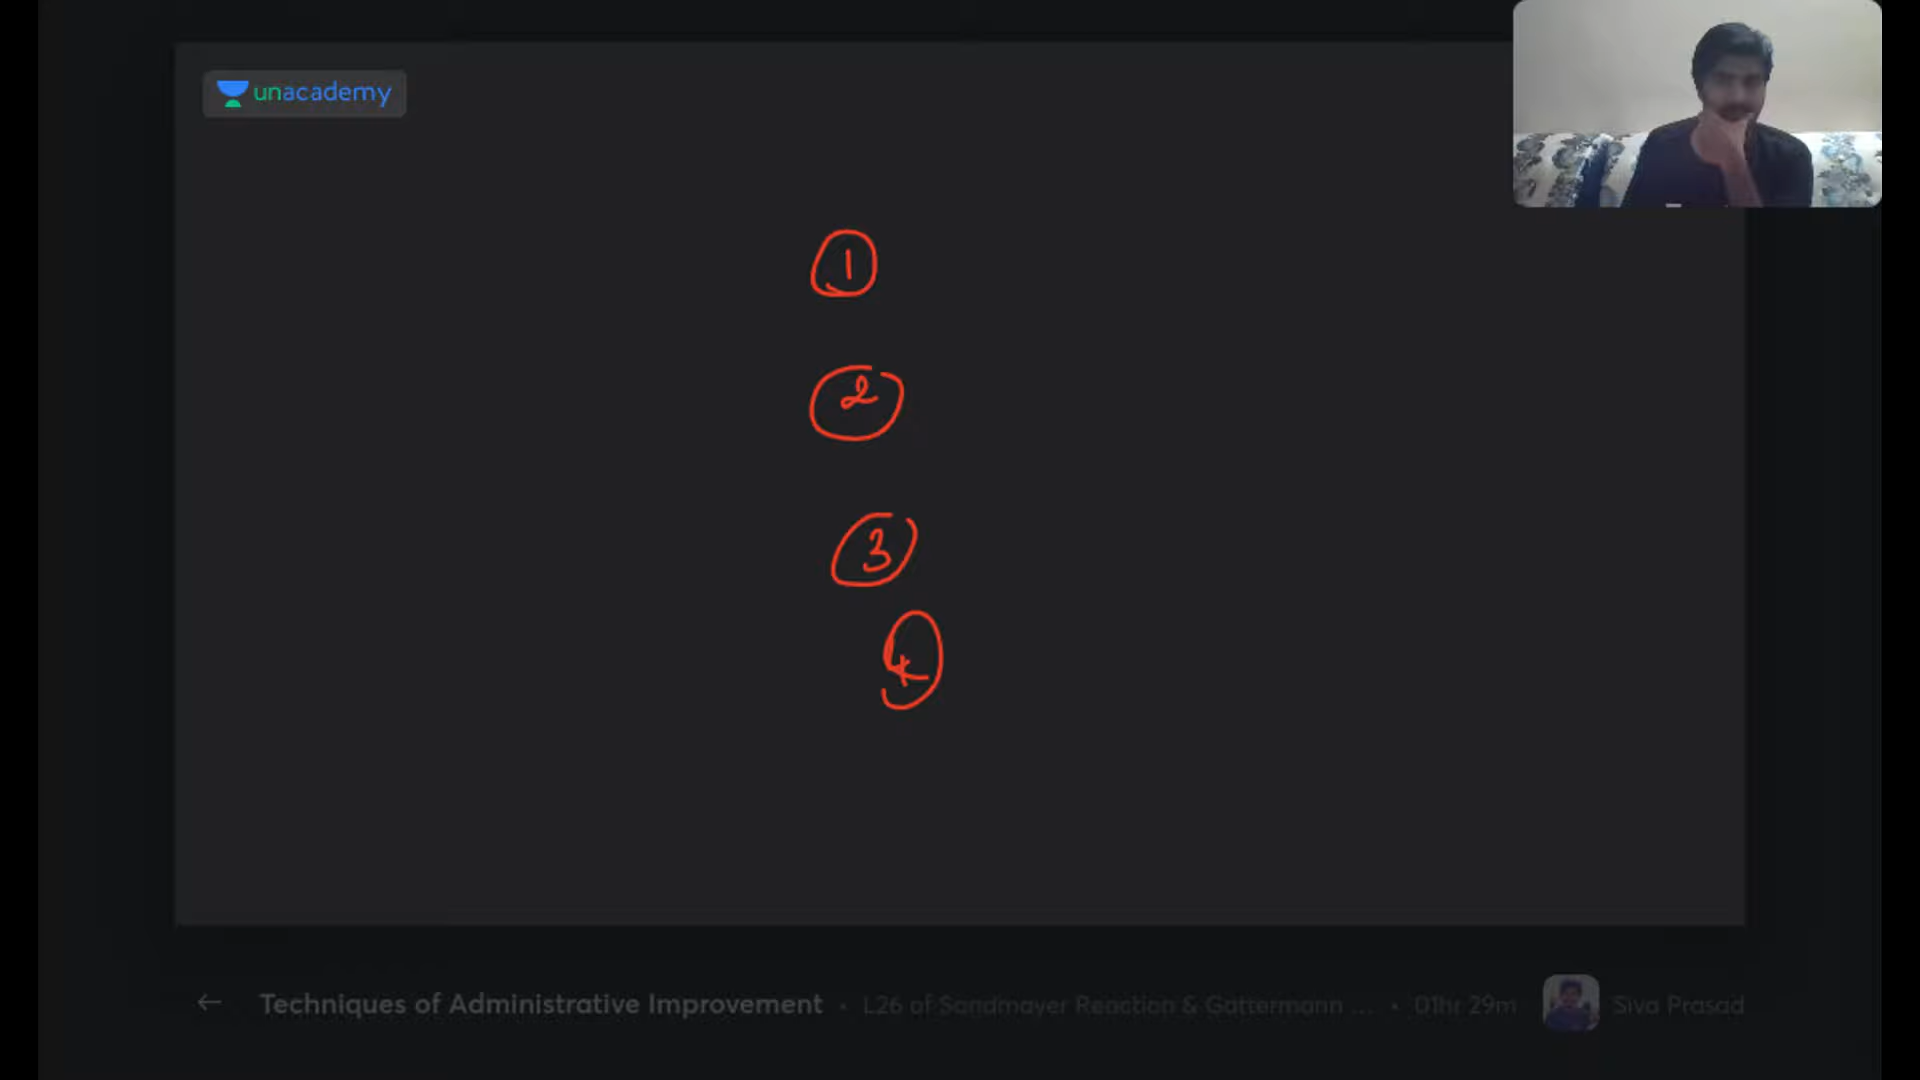 unacademy
1
2
3
4
Techniques of Administrative Improvement • L26 of Sandmayer Reaction & Gattermann ... • 01hr 29m Siva Prasad